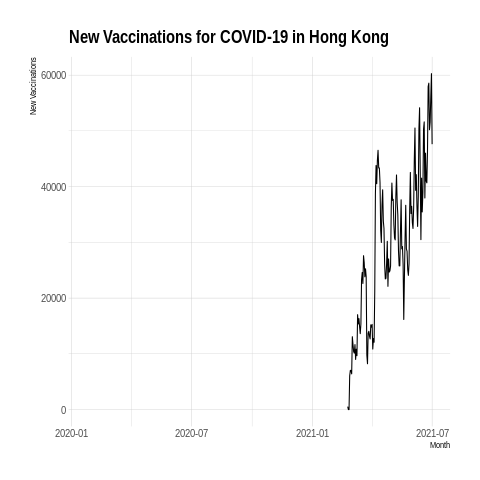 New Vaccinations for COVID-19 in Hong Kong
New Vaccinations
60000
40000
20000
0
2020-01 2020-07 2021-01 2021-07
Month